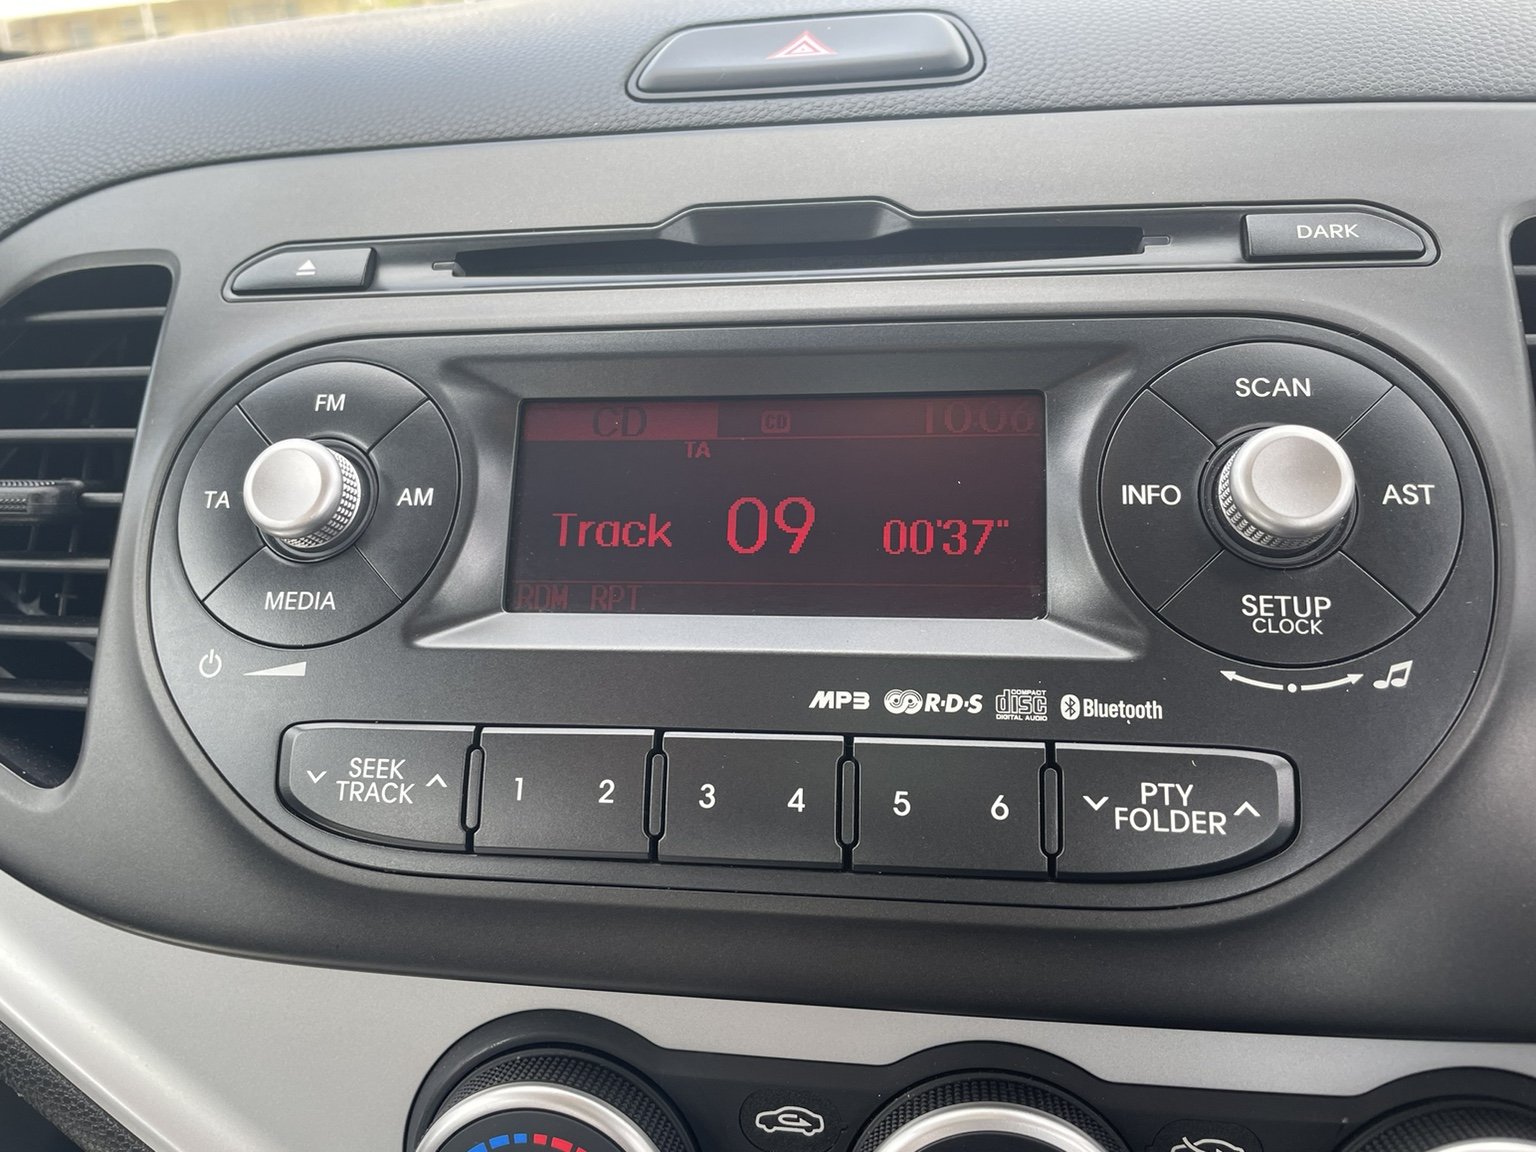 DARK
FM
TA
AM
MEDIA
CD CD 10:06
TA
Track 09 00'37"
RDM RPT
SCAN
INFO
AST
SETUP
CLOCK
MP3 R·D·S COMPACT disc DIGITAL AUDIO Bluetooth
SEEK
TRACK
1 2 3 4 5 6
PTY
FOLDER